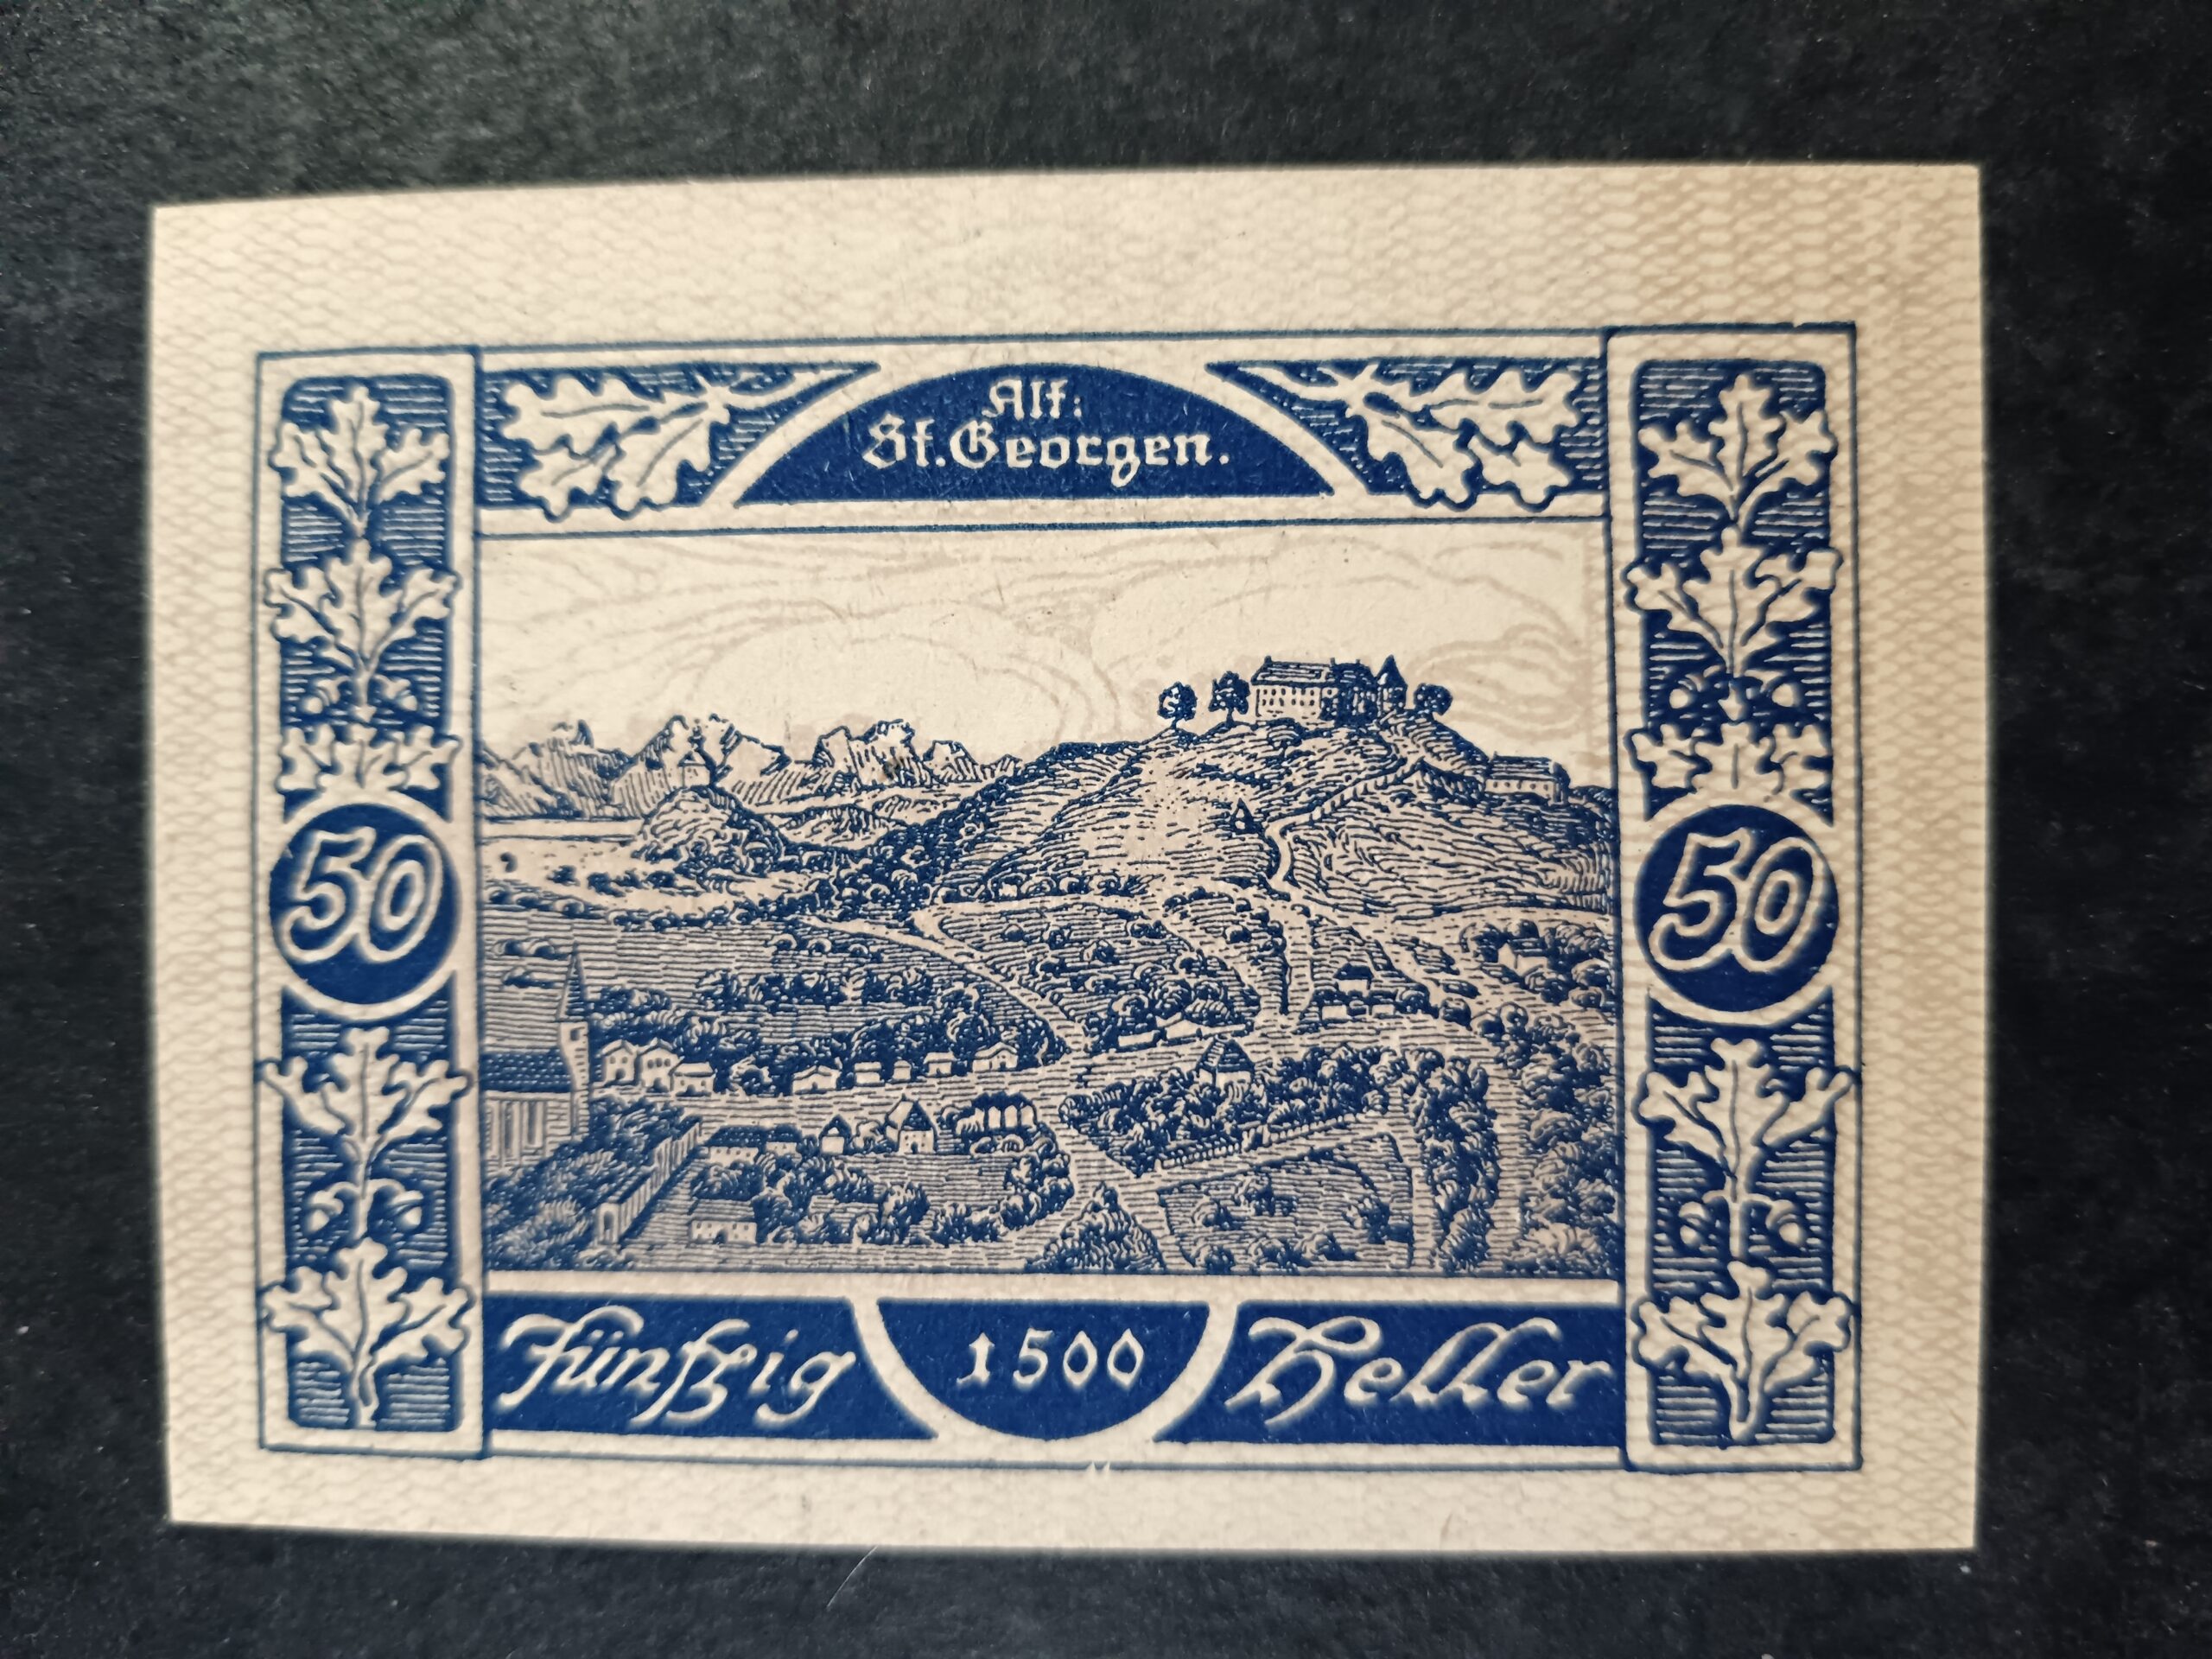 Alt:
St. Georgen.
50
50
Fünfzig
1500
Heller